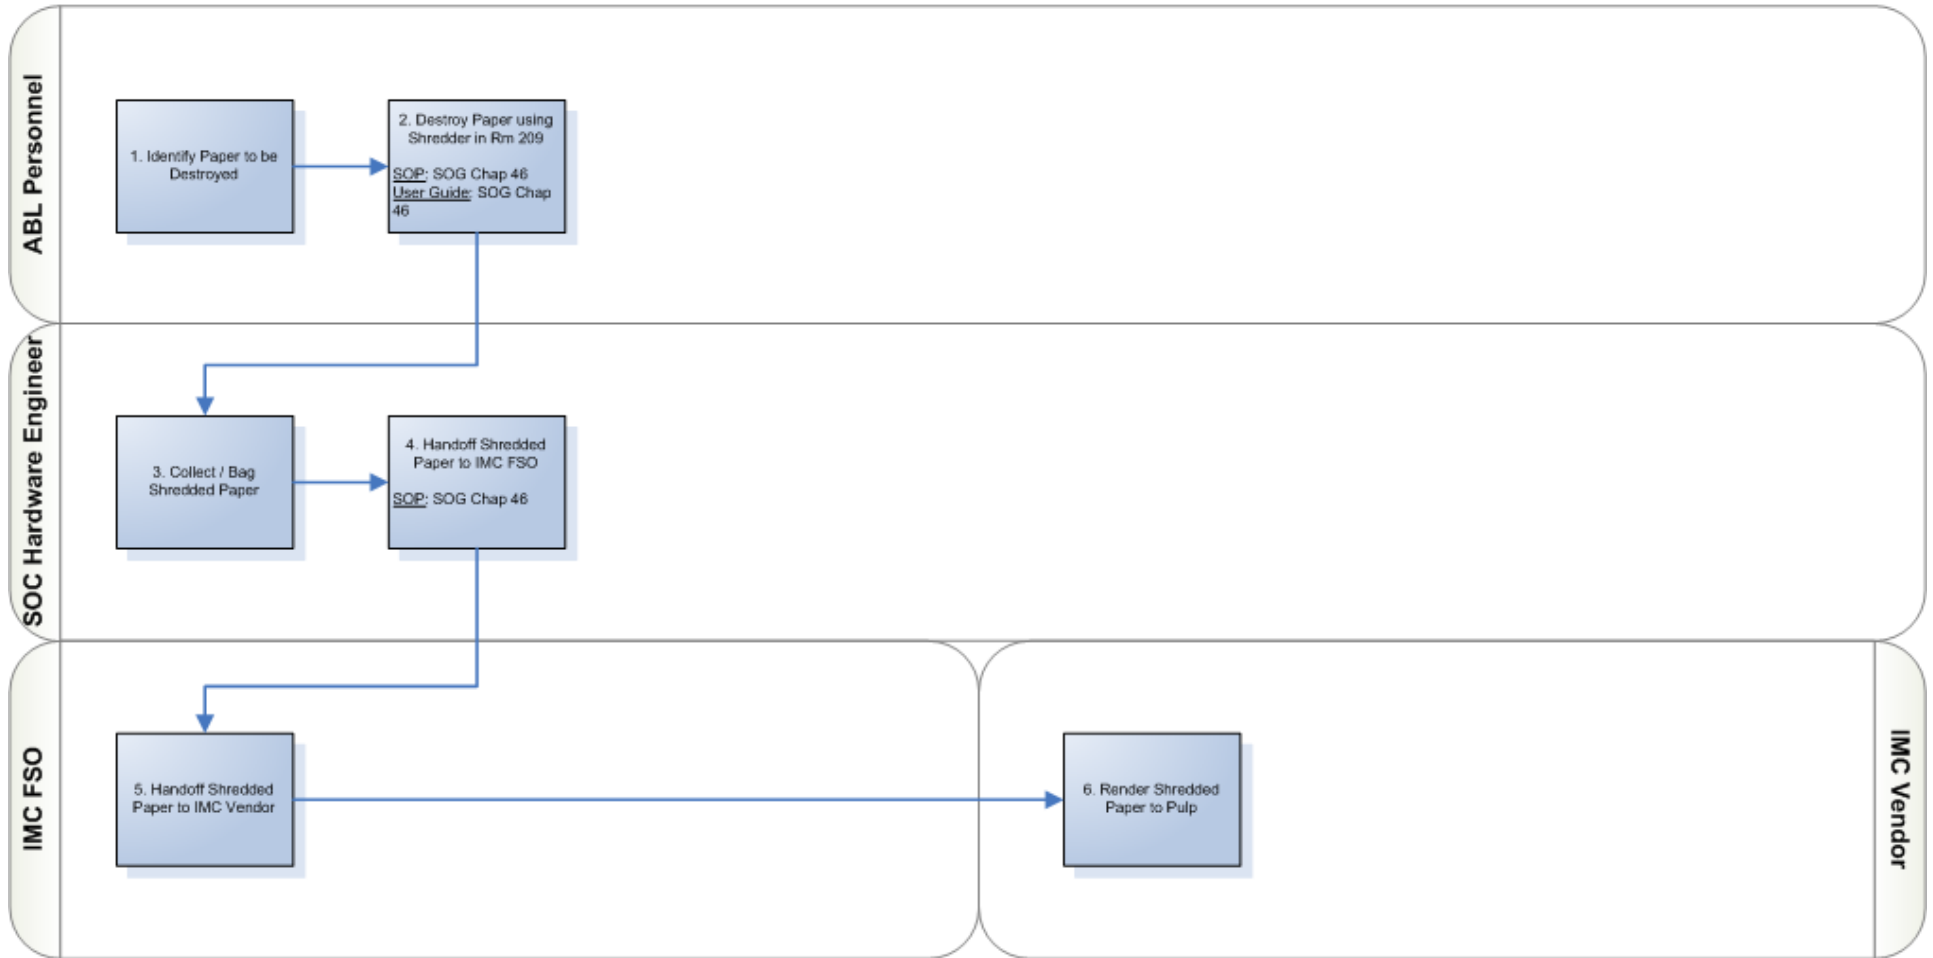 ABL Personnel
1. Identify Paper to be
Destroyed
2. Destroy Paper using
Shredder in Rm 209
SOP: SOG Chap 46
User Guide: SOG Chap
46
SOC Hardware Engineer
3. Collect / Bag
Shredded Paper
4. Handoff Shredded
Paper to IMC FSO
SOP: SOG Chap 46
IMC FSO
5. Handoff Shredded
Paper to IMC Vendor
6. Render Shredded
Paper to Pulp
IMC Vendor